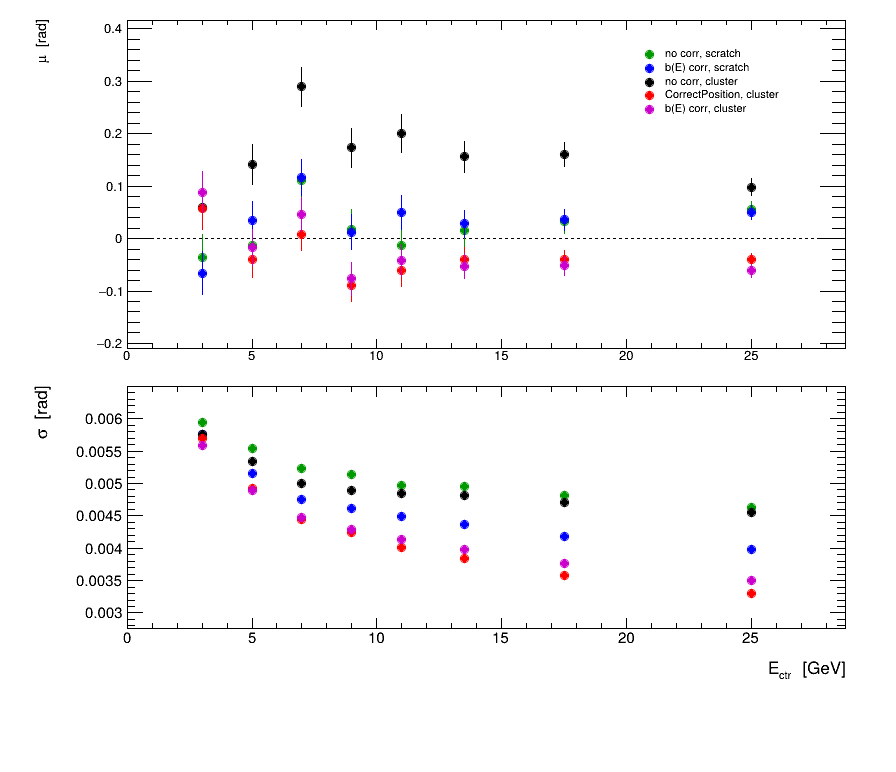 μ [rad]
0.4
0.3
0.2
0.1
0
−0.1
−0.2
no corr, scratch
b(E) corr, scratch
no corr, cluster
CorrectPosition, cluster
b(E) corr, cluster
0 5 10 15 20 25
σ [rad]
0.006
0.0055
0.005
0.0045
0.004
0.0035
0.003
0 5 10 15 20 25
E_ctr [GeV]